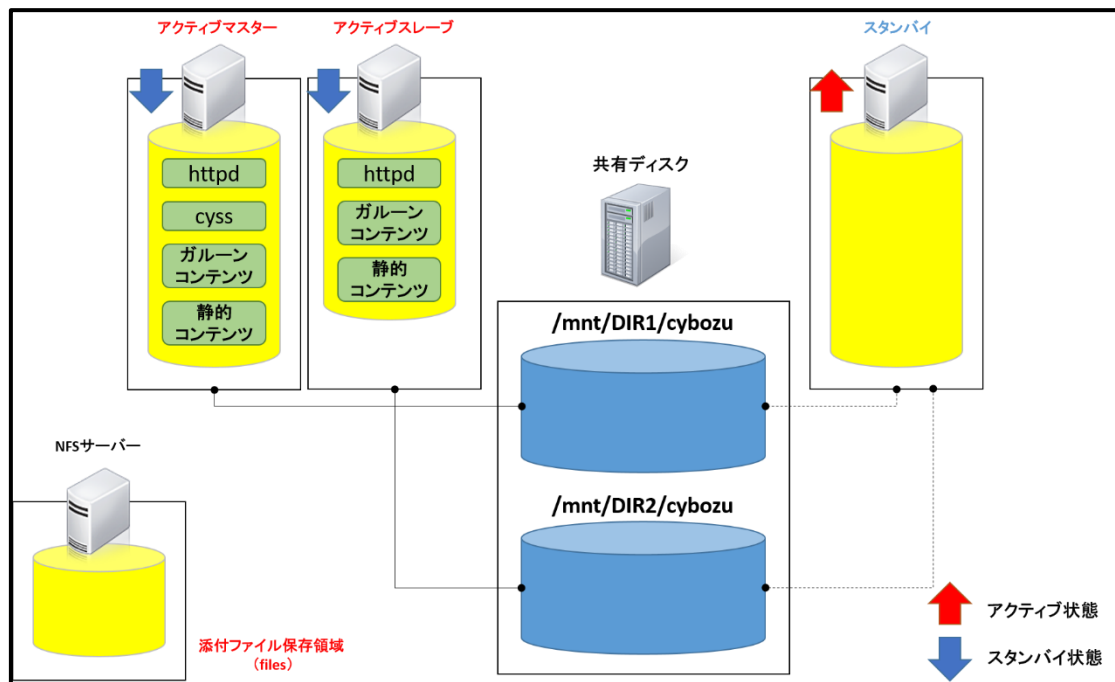 アクティブマスター
アクティブスレーブ
スタンバイ
httpd
cyss
ガルーン
コンテンツ
静的
コンテンツ
httpd
ガルーン
コンテンツ
静的
コンテンツ
共有ディスク
/mnt/DIR1/cybozu
/mnt/DIR2/cybozu
NFSサーバー
添付ファイル保存領域
（files）
アクティブ状態
スタンバイ状態